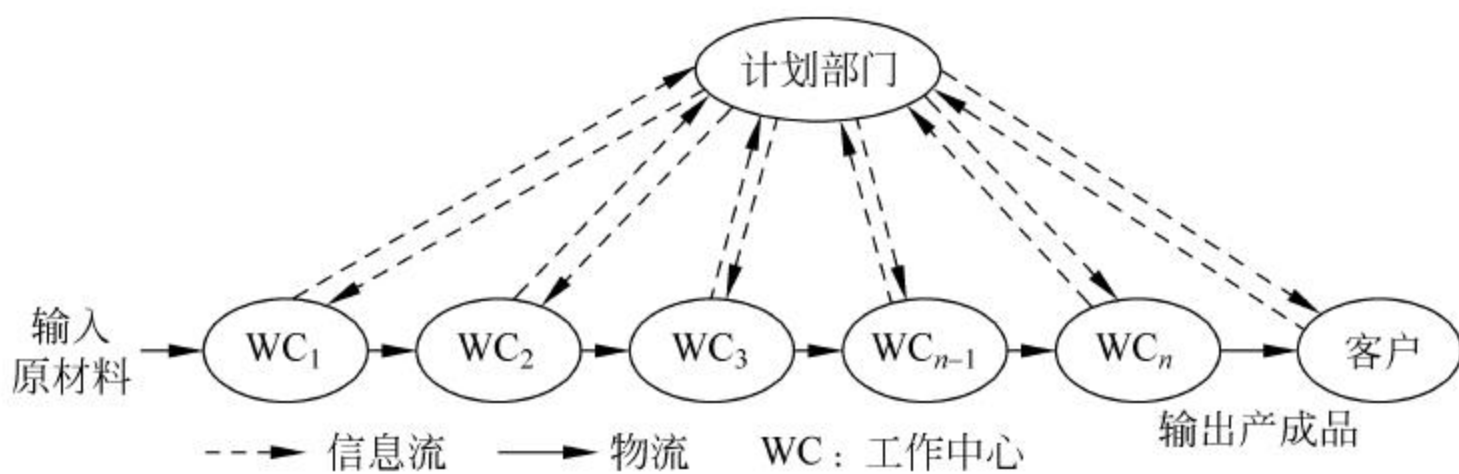 计划部门
输入
原材料
WC₁
WC₂
WC₃
WCₙ₋₁
WCₙ
客户
输出产成品
信息流
物流
WC：工作中心